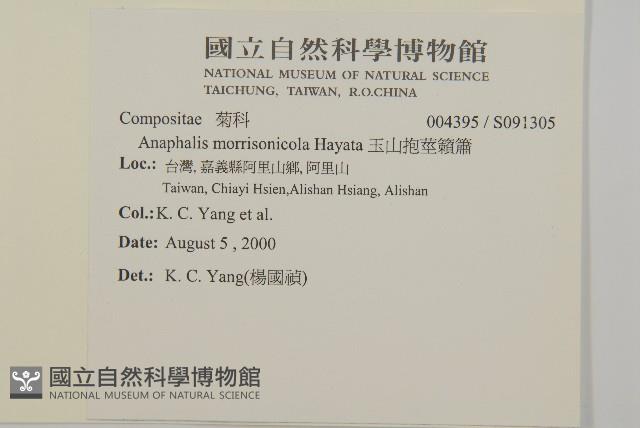 國立自然科學博物館
NATIONAL MUSEUM OF NATURAL SCIENCE
TAICHUNG, TAIWAN, R.O.CHINA
Compositae 菊科 004395 / S091305
Anaphalis morrisonicola Hayata 玉山抱莖籟簫
Loc.: 台灣, 嘉義縣阿里山鄉, 阿里山
Taiwan, Chiayi Hsien,Alishan Hsiang, Alishan
Col.: K. C. Yang et al.
Date: August 5 , 2000
Det.: K. C. Yang(楊國禎)
國立自然科學博物館
NATIONAL MUSEUM OF NATURAL SCIENCE